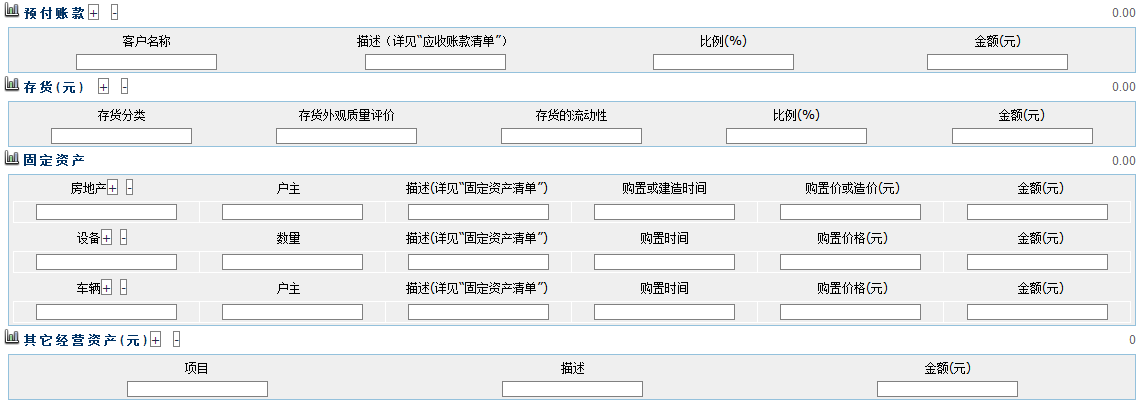 预付账款 + - 0.00
客户名称 描述（详见“应收账款清单”） 比例(%) 金额(元)
存货(元) + - 0.00
存货分类 存货外观质量评价 存货的流动性 比例(%) 金额(元)
固定资产 0.00
房地产 + - 户主 描述(详见“固定资产清单”) 购置或建造时间 购置价或造价(元) 金额(元)
设备 + - 数量 描述(详见“固定资产清单”) 购置时间 购置价格(元) 金额(元)
车辆 + - 户主 描述(详见“固定资产清单”) 购置时间 购置价格(元) 金额(元)
其它经营资产(元) + - 0
项目 描述 金额(元)